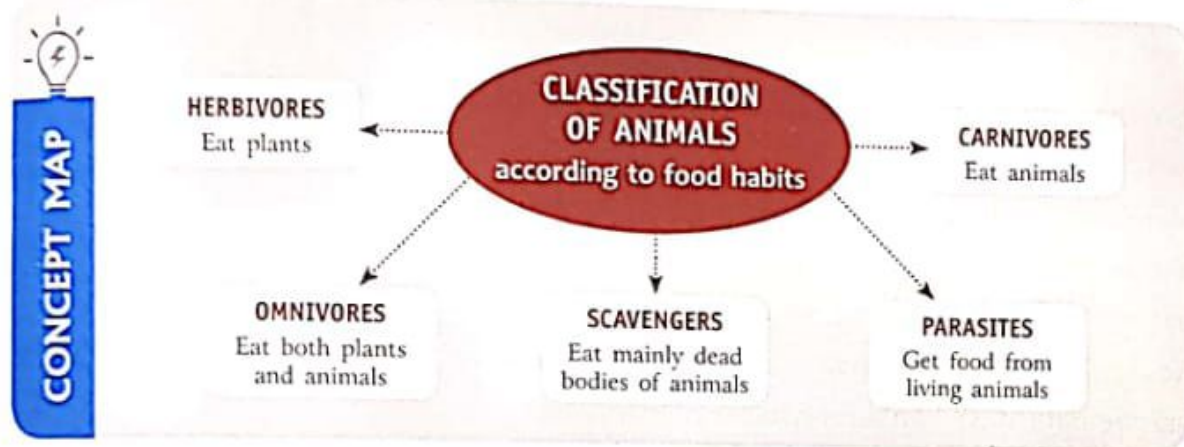 CONCEPT MAP
CLASSIFICATION
OF ANIMALS
according to food habits
HERBIVORES
Eat plants
CARNIVORES
Eat animals
OMNIVORES
Eat both plants
and animals
SCAVENGERS
Eat mainly dead
bodies of animals
PARASITES
Get food from
living animals